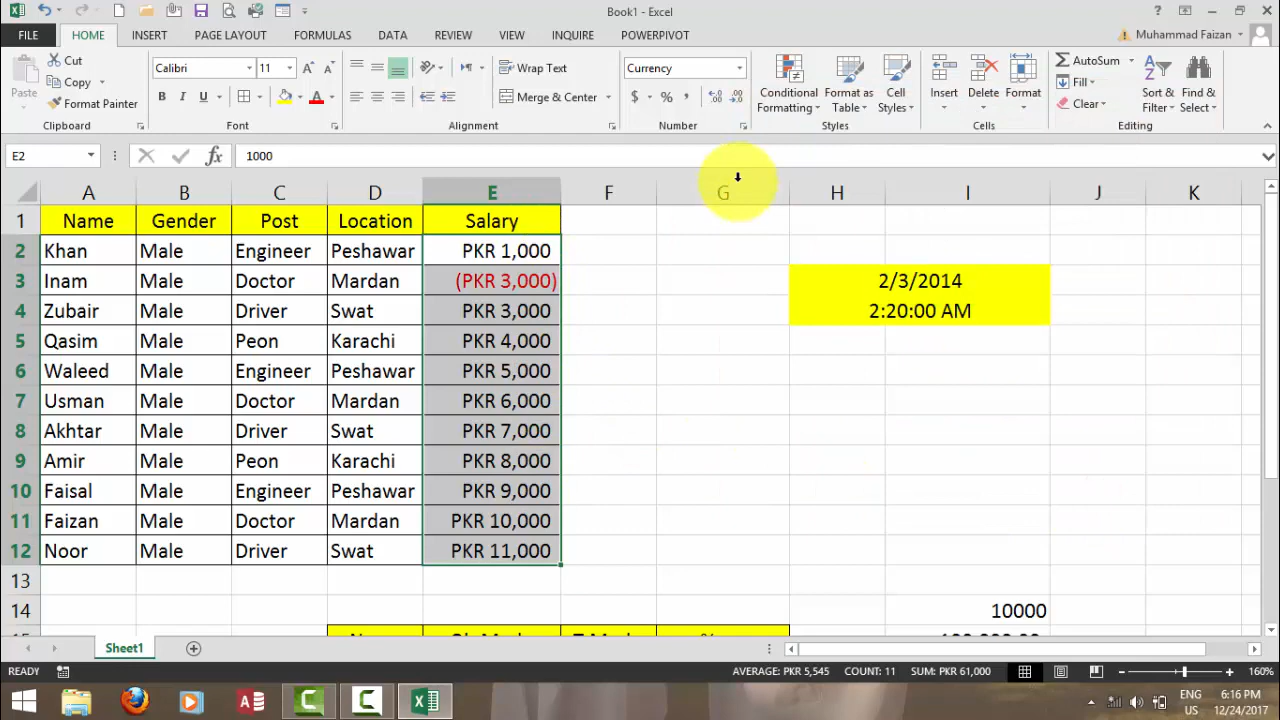 Book1 - Excel
FILE HOME INSERT PAGE LAYOUT FORMULAS DATA REVIEW VIEW INQUIRE POWERPIVOT Muhammad Faizan
Paste Cut Copy Format Painter Clipboard
Calibri 11 B I U A Font
Wrap Text Merge & Center Alignment
Currency $ % , Number
Conditional Formatting Format as Table Cell Styles Styles
Insert Delete Format Cells
AutoSum Fill Clear Sort & Filter Find & Select Editing
E2 fx 1000
A B C D E F G H I J K
1 Name Gender Post Location Salary
2 Khan Male Engineer Peshawar PKR 1,000
3 Inam Male Doctor Mardan (PKR 3,000) 2/3/2014
4 Zubair Male Driver Swat PKR 3,000 2:20:00 AM
5 Qasim Male Peon Karachi PKR 4,000
6 Waleed Male Engineer Peshawar PKR 5,000
7 Usman Male Doctor Mardan PKR 6,000
8 Akhtar Male Driver Swat PKR 7,000
9 Amir Male Peon Karachi PKR 8,000
10 Faisal Male Engineer Peshawar PKR 9,000
11 Faizan Male Doctor Mardan PKR 10,000
12 Noor Male Driver Swat PKR 11,000
13
14 10000
Sheet1
READY AVERAGE: PKR 5,545 COUNT: 11 SUM: PKR 61,000 160%
ENG 6:16 PM
US 12/24/2017